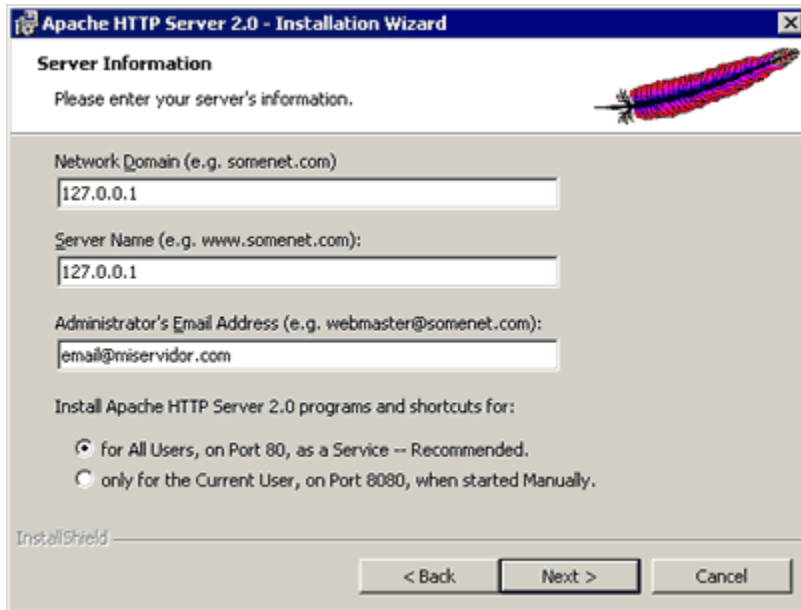 Apache HTTP Server 2.0 - Installation Wizard
Server Information
Please enter your server's information.
Network Domain (e.g. somenet.com)
127.0.0.1
Server Name (e.g. www.somenet.com):
127.0.0.1
Administrator's Email Address (e.g. webmaster@somenet.com):
email@miservidor.com
Install Apache HTTP Server 2.0 programs and shortcuts for:
for All Users, on Port 80, as a Service -- Recommended.
only for the Current User, on Port 8080, when started Manually.
InstallShield
< Back Next > Cancel